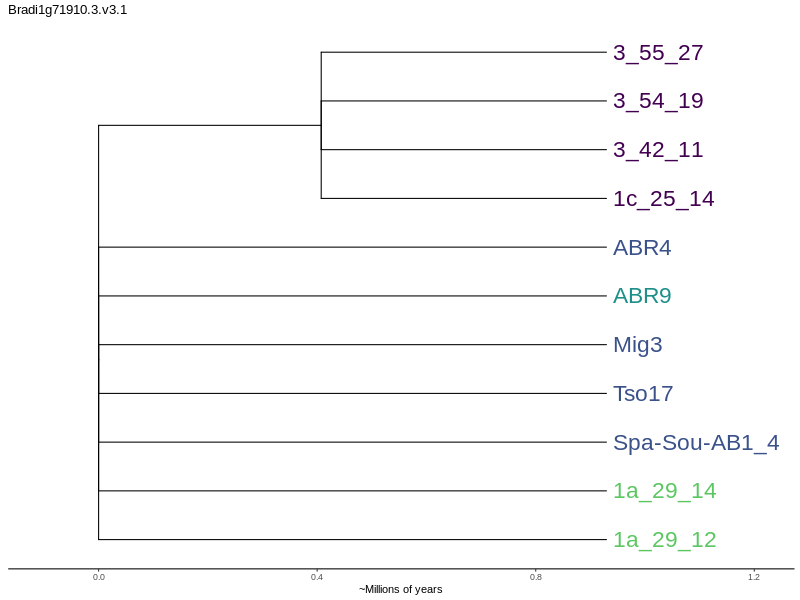 Bradi1g71910.3.v3.1
3_55_27
3_54_19
3_42_11
1c_25_14
ABR4
ABR9
Mig3
Tso17
Spa-Sou-AB1_4
1a_29_14
1a_29_12
0.0 0.4 0.8 1.2
~Millions of years